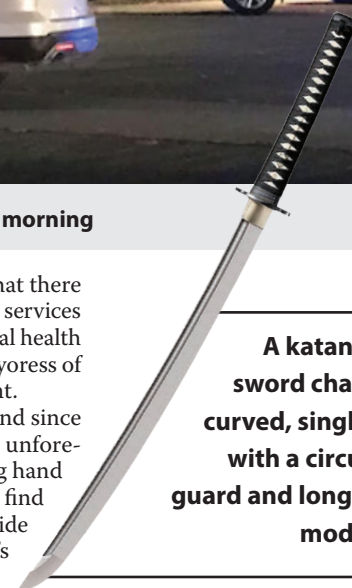 morning
hat there
services
al health
yoress of
nt.
nd since
unfore-
g hand
find
ide
s
A katan
sword cha
curved, singl
with a circu
guard and long
mod